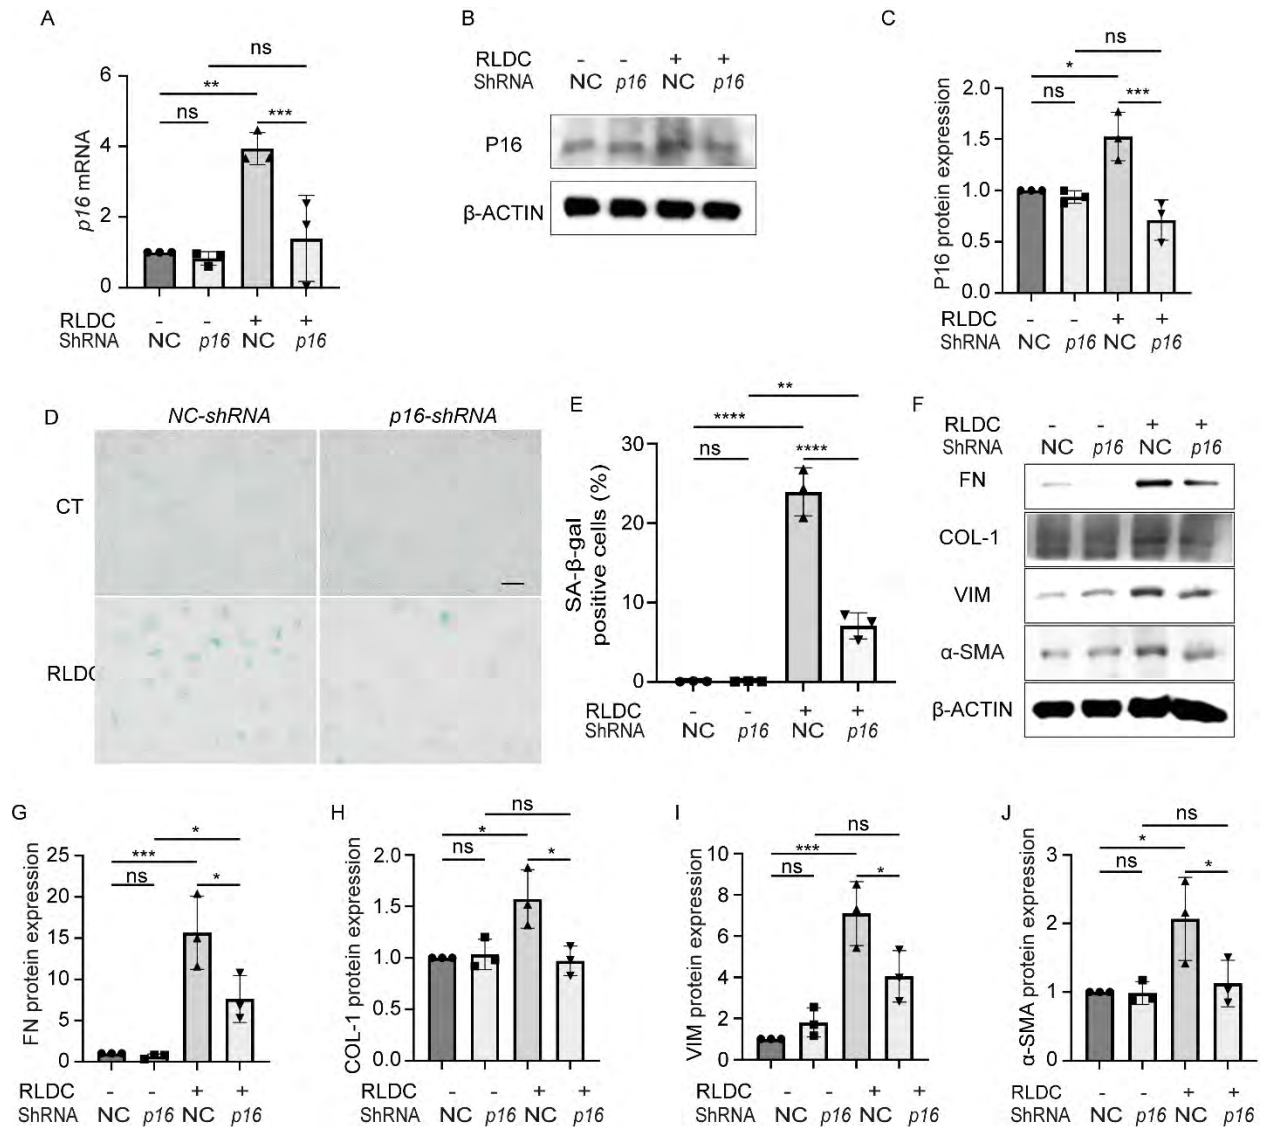 A
ns
**
ns
***
6
4
2
0
p16 mRNA
RLDC - - + +
ShRNA NC p16 NC p16
B
RLDC - - + +
ShRNA NC p16 NC p16
P16
β-ACTIN
C
ns
*
ns
***
2.0
1.5
1.0
0.5
0.0
P16 protein expression
RLDC - - + +
ShRNA NC p16 NC p16
D
NC-shRNA p16-shRNA
CT
RLDC
E
**
****
ns
****
30
20
10
0
SA-β-gal
positive cells (%)
RLDC - - + +
ShRNA NC p16 NC p16
F
RLDC - - + +
ShRNA NC p16 NC p16
FN
COL-1
VIM
α-SMA
β-ACTIN
G
*
***
ns
*
25
20
15
10
5
0
FN protein expression
RLDC - - + +
ShRNA NC p16 NC p16
H
ns
*
ns
*
2.0
1.5
1.0
0.5
0.0
COL-1 protein expression
RLDC - - + +
ShRNA NC p16 NC p16
I
ns
***
ns
*
10
8
6
4
2
0
VIM protein expression
RLDC - - + +
ShRNA NC p16 NC p16
J
ns
*
ns
*
3
2
1
0
α-SMA protein expression
RLDC - - + +
ShRNA NC p16 NC p16